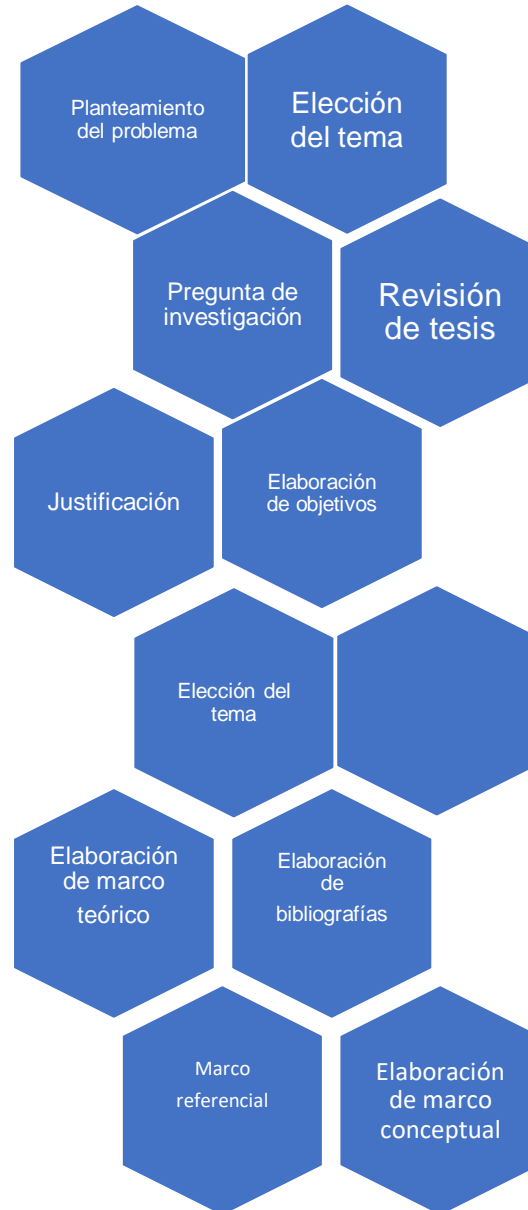 Planteamiento
del problema
Elección
del tema
Pregunta de
investigación
Revisión
de tesis
Justificación
Elaboración
de objetivos
Elección del
tema
Elaboración
de marco
teórico
Elaboración
de
bibliografías
Marco
referencial
Elaboración
de marco
conceptual